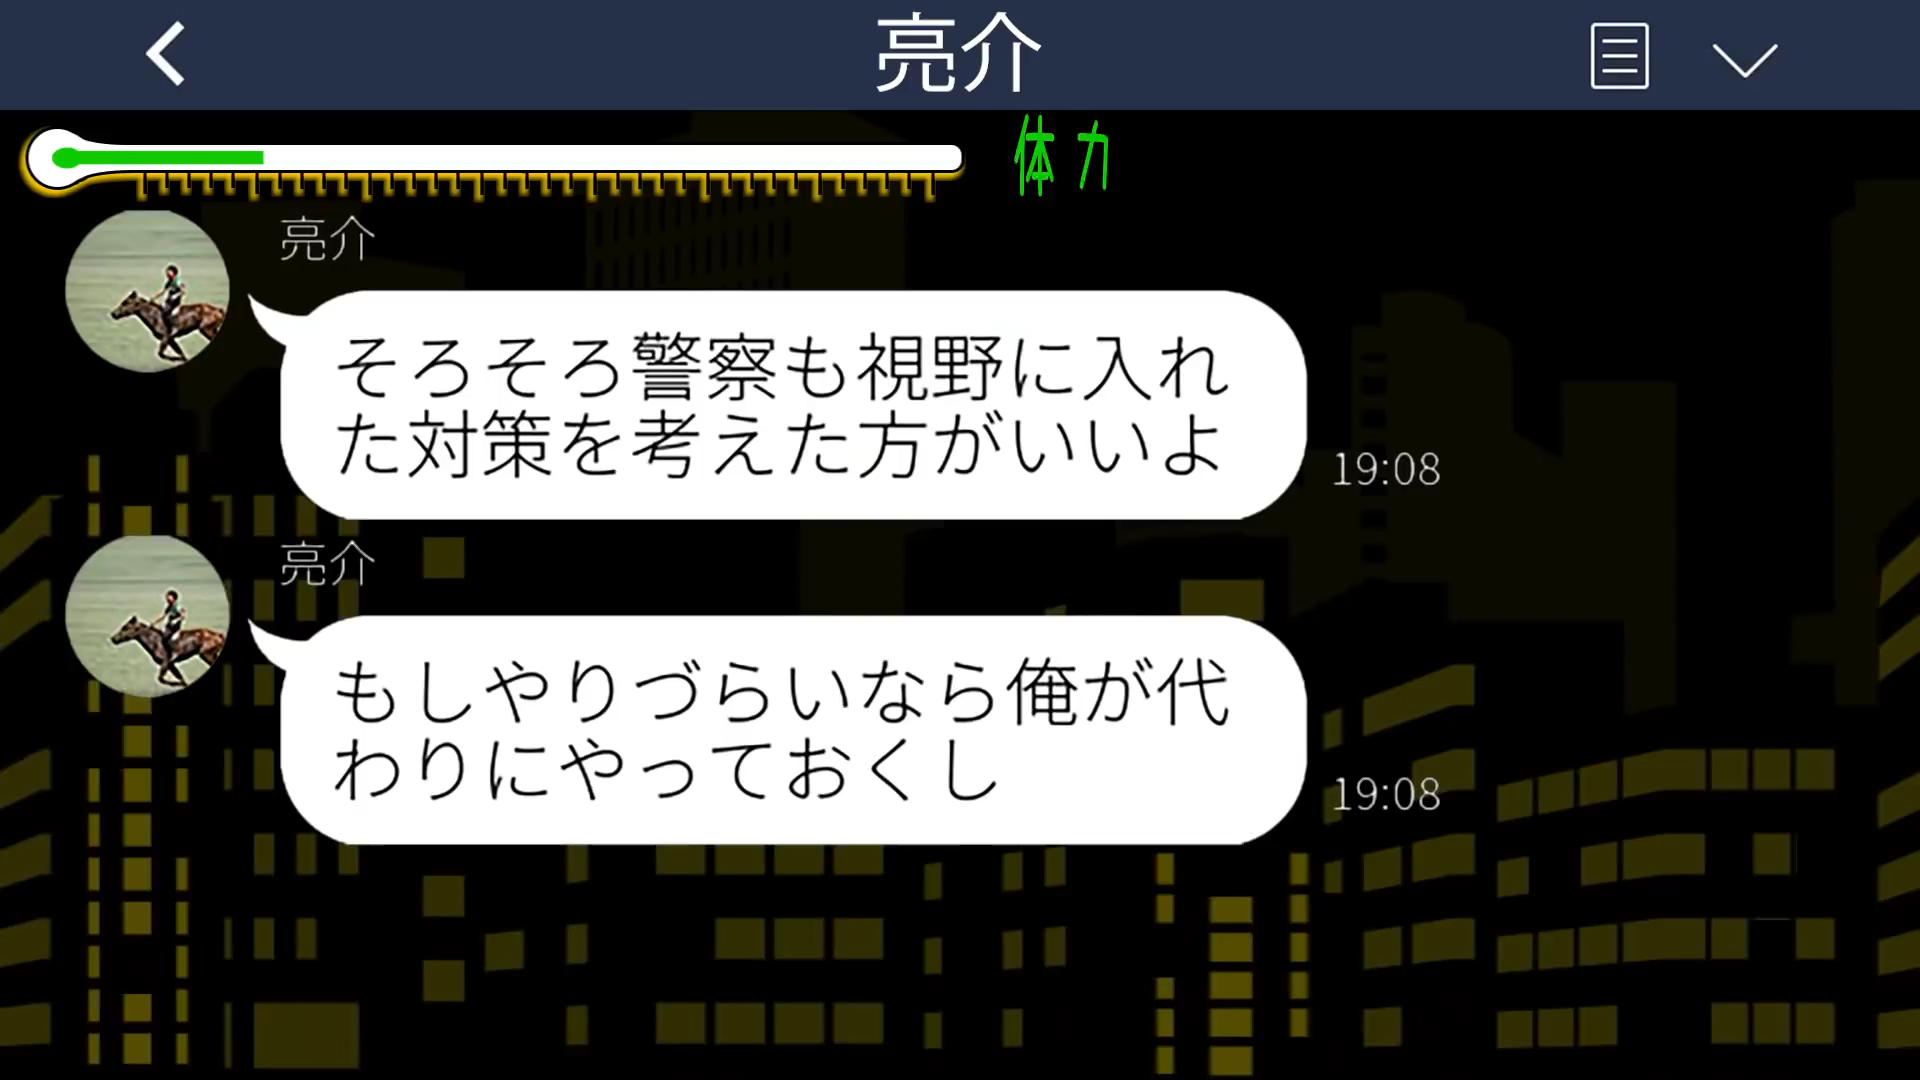 亮介
体力
亮介
そろそろ警察も視野に入れ
た対策を考えた方がいいよ
19:08
亮介
もしやりづらいなら俺が代
わりにやっておくし
19:08